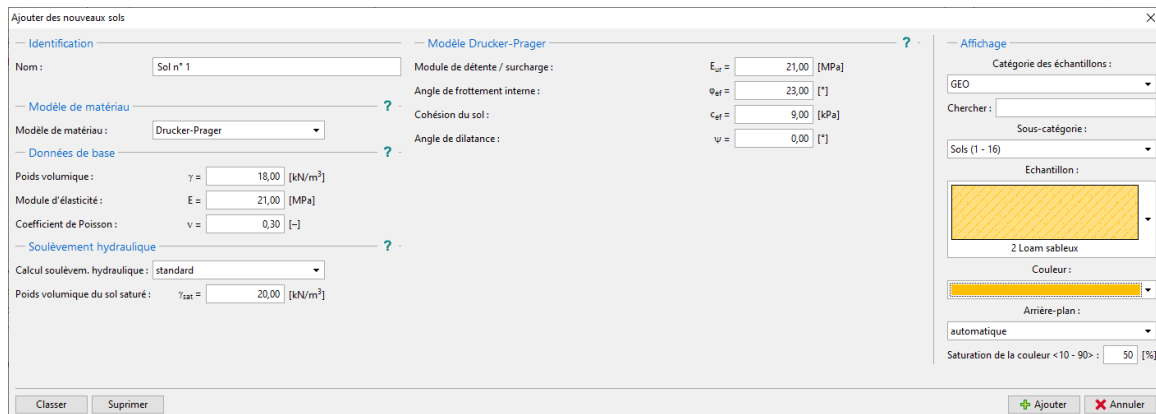 Ajouter des nouveaux sols
Identification
Nom :
Sol n° 1
Modèle de matériau
?
Modèle de matériau :
Drucker-Prager
Données de base
?
Poids volumique :
γ = 18,00 [kN/m³]
Module d'élasticité :
E = 21,00 [MPa]
Coefficient de Poisson :
ν = 0,30 [–]
Soulèvement hydraulique
?
Calcul soulèvem. hydraulique :
standard
Poids volumique du sol saturé :
γsat = 20,00 [kN/m³]
Modèle Drucker-Prager
?
Module de détente / surcharge :
Eur = 21,00 [MPa]
Angle de frottement interne :
φef = 23,00 [°]
Cohésion du sol :
cef = 9,00 [kPa]
Angle de dilatance :
ψ = 0,00 [°]
Affichage
Catégorie des échantillons :
GEO
Chercher :
Sous-catégorie :
Sols (1 - 16)
Echantillon :
2 Loam sableux
Couleur :
Arrière-plan :
automatique
Saturation de la couleur <10 - 90> : 50 [%]
Classer
Suprimer
Ajouter
Annuler